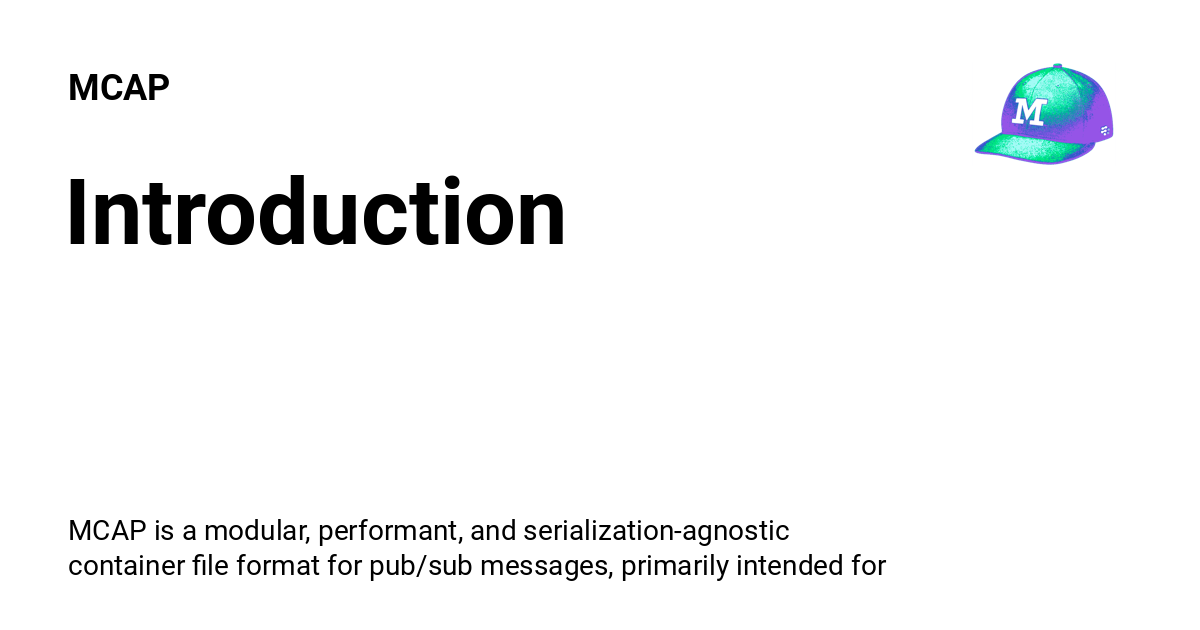 MCAP
M
Introduction
MCAP is a modular, performant, and serialization-agnostic
container file format for pub/sub messages, primarily intended for